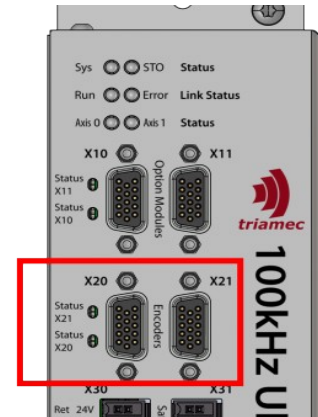 Sys STO Status
Run Error Link Status
Axis 0 Axis 1 Status
X10 X11
Status
X11
Status
X10
Option Modules
triamec
X20 X21
Status
X21
Status
X20
Encoders
100kHz
X30 X31
Ret 24V